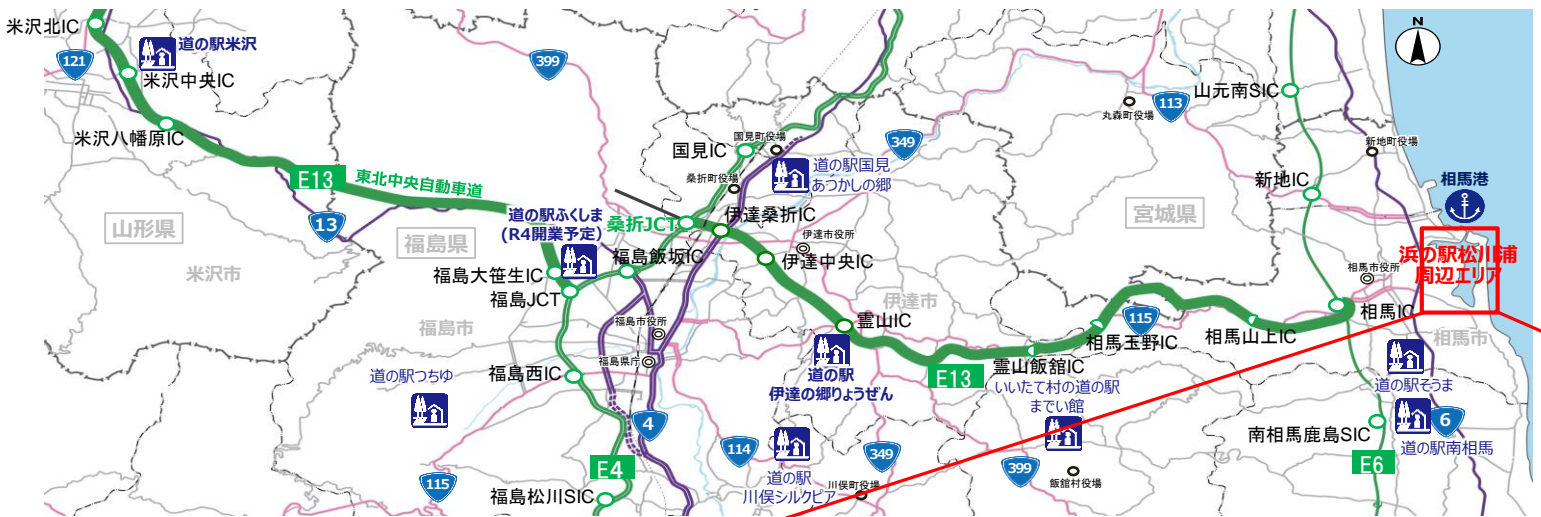 米沢北IC
121
道の駅米沢
米沢中央IC
米沢八幡原IC
E13
東北中央自動車道
13
山形県
米沢市
福島県
399
国見IC
国見町役場
桑折町役場
道の駅国見
あつかしの郷
349
丸森町役場
113
山元南SIC
N
新地町役場
新地IC
相馬港
宮城県
道の駅ふくしま
(R4開業予定)
桑折JCT
伊達桑折IC
伊達市役所
伊達中央IC
福島飯坂IC
福島大笹生IC
福島JCT
福島市
福島市役所
福島県庁
福島西IC
道の駅つちゆ
115
4
E4
福島松川SIC
114
道の駅
川俣シルクピア
川俣町役場
349
伊達市
霊山IC
道の駅
伊達の郷りょうぜん
E13
霊山飯舘IC
いいたて村の道の駅
までい館
399
飯舘村役場
相馬玉野IC
115
相馬山上IC
相馬IC
相馬市役所
浜の駅松川浦
周辺エリア
相馬市
道の駅そうま
6
道の駅南相馬
南相馬鹿島SIC
E6